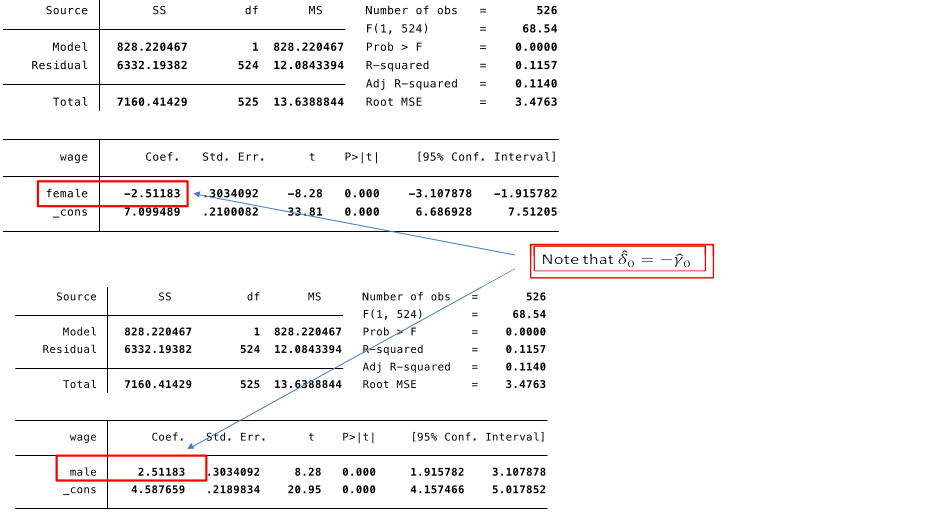 Source SS df MS Number of obs = 526
F(1, 524) = 68.54
Model 828.220467 1 828.220467 Prob > F = 0.0000
Residual 6332.19382 524 12.0843394 R-squared = 0.1157
Adj R-squared = 0.1140
Total 7160.41429 525 13.6388844 Root MSE = 3.4763
wage Coef. Std. Err. t P>|t| [95% Conf. Interval]
female −2.51183 .3034092 −8.28 0.000 −3.107878 −1.915782
_cons 7.099489 .2100082 33.81 0.000 6.686928 7.51205
Note that δ̂₀ = −γ̂₀
Source SS df MS Number of obs = 526
F(1, 524) = 68.54
Model 828.220467 1 828.220467 Prob > F = 0.0000
Residual 6332.19382 524 12.0843394 R-squared = 0.1157
Adj R-squared = 0.1140
Total 7160.41429 525 13.6388844 Root MSE = 3.4763
wage Coef. Std. Err. t P>|t| [95% Conf. Interval]
male 2.51183 .3034092 8.28 0.000 1.915782 3.107878
_cons 4.587659 .2189834 20.95 0.000 4.157466 5.017852